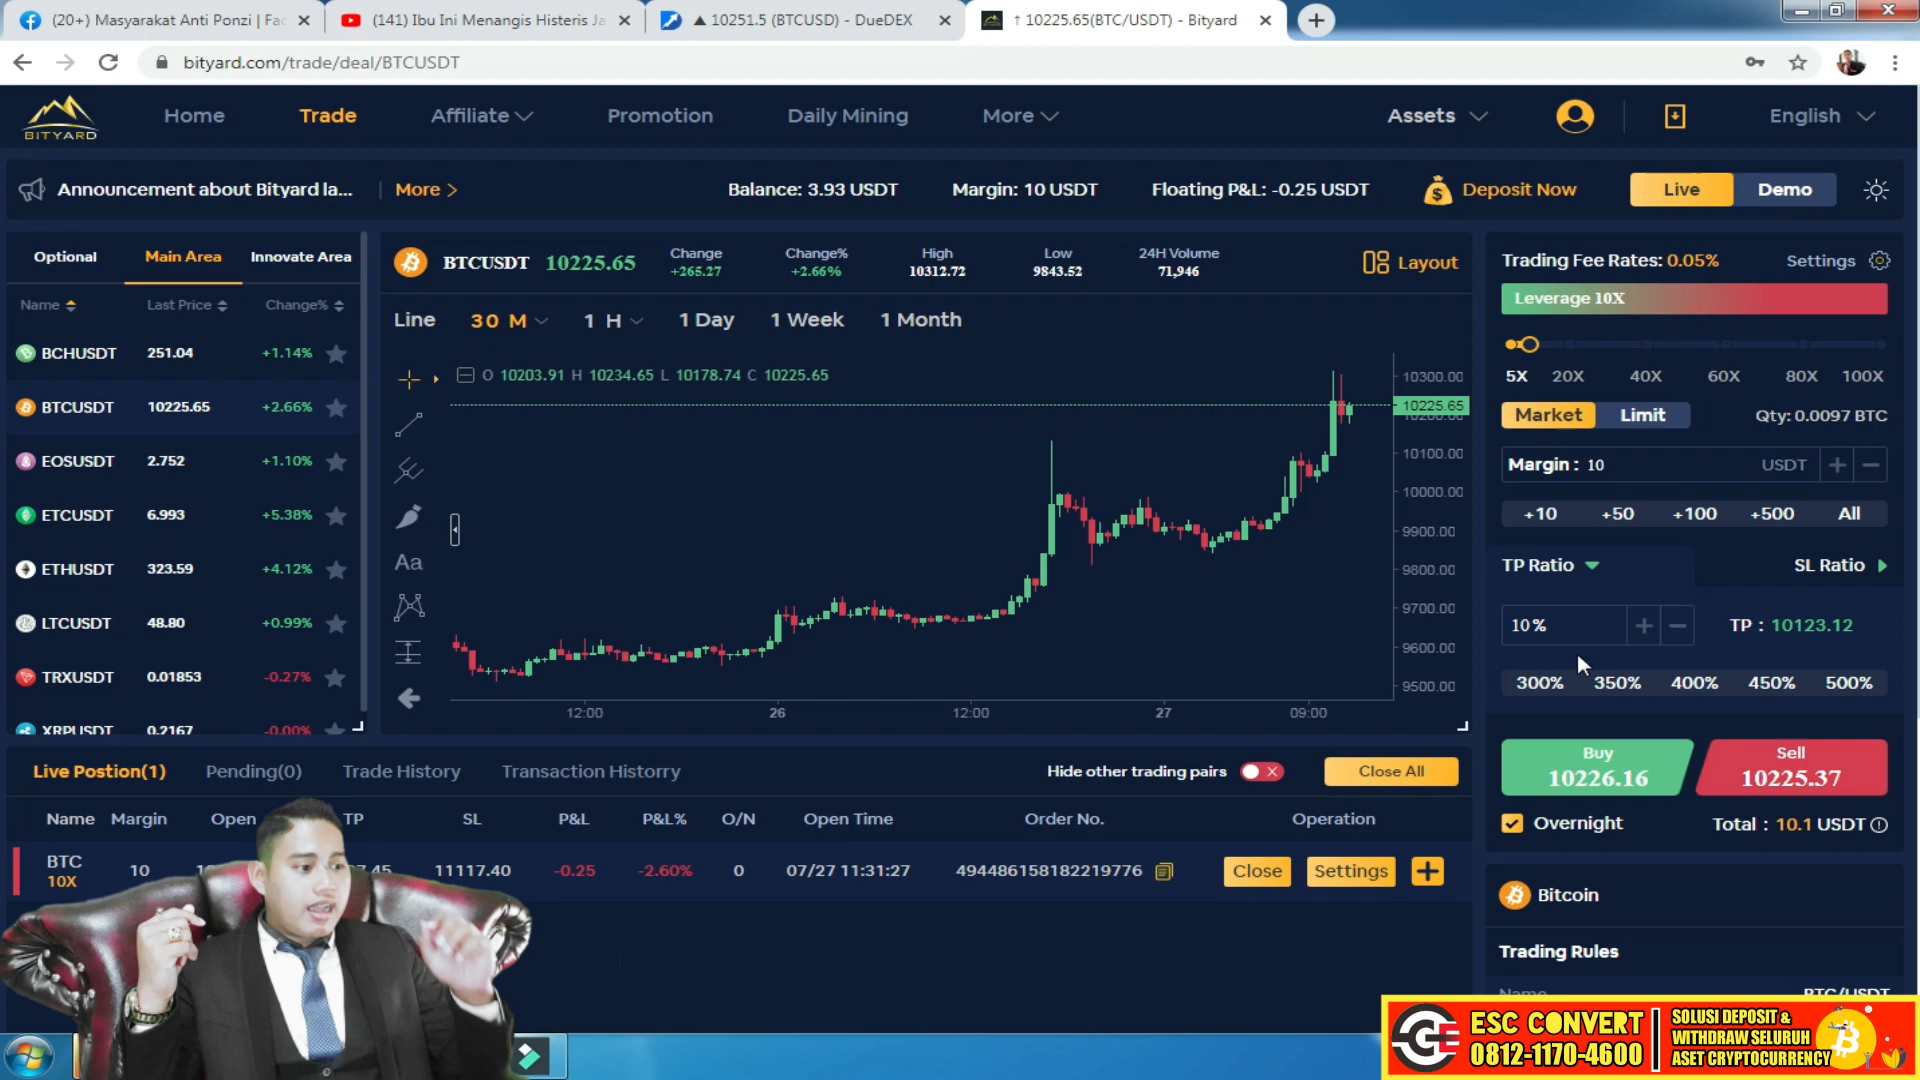 (20+) Masyarakat Anti Ponzi | Fac
(141) Ibu Ini Menangis Histeris Ja
▲ 10251.5 (BTCUSD) - DueDEX
↑ 10225.65(BTC/USDT) - Bityard
bityard.com/trade/deal/BTCUSDT
BITYARD
Home
Trade
Affiliate
Promotion
Daily Mining
More
Assets
English
Announcement about Bityard la...
More >
Balance: 3.93 USDT
Margin: 10 USDT
Floating P&L: -0.25 USDT
Deposit Now
Live
Demo
Optional
Main Area
Innovate Area
Name
Last Price
Change%
BCHUSDT 251.04 +1.14%
BTCUSDT 10225.65 +2.66%
EOSUSDT 2.752 +1.10%
ETCUSDT 6.993 +5.38%
ETHUSDT 323.59 +4.12%
LTCUSDT 48.80 +0.99%
TRXUSDT 0.01853 -0.27%
XRPUSDT 0.2167 -0.00%
BTCUSDT 10225.65
Change
+265.27
Change%
+2.66%
High
10312.72
Low
9843.52
24H Volume
71,946
Layout
Line
30 M
1 H
1 Day
1 Week
1 Month
O 10203.91 H 10234.65 L 10178.74 C 10225.65
Aa
10300.00
10225.65
10200.00
10100.00
10000.00
9900.00
9800.00
9700.00
9600.00
9500.00
12:00
26
12:00
27
09:00
Trading Fee Rates: 0.05%
Settings
Leverage 10X
5X 20X 40X 60X 80X 100X
Market
Limit
Qty: 0.0097 BTC
Margin : 10 USDT
+10 +50 +100 +500 All
TP Ratio
SL Ratio
10%
TP : 10123.12
300% 350% 400% 450% 500%
Buy
10226.16
Sell
10225.37
Overnight
Total : 10.1 USDT
Bitcoin
Trading Rules
Name
BTC/USDT
Live Postion(1)
Pending(0)
Trade History
Transaction Historry
Hide other trading pairs
Close All
Name Margin Open TP SL P&L P&L% O/N Open Time Order No. Operation
BTC
10X
10
11117.40 -0.25 -2.60% 0 07/27 11:31:27 494486158182219776
Close
Settings
ESC CONVERT
0812-1170-4600
SOLUSI DEPOSIT &
WITHDRAW SELURUH
ASET CRYPTOCURRENCY